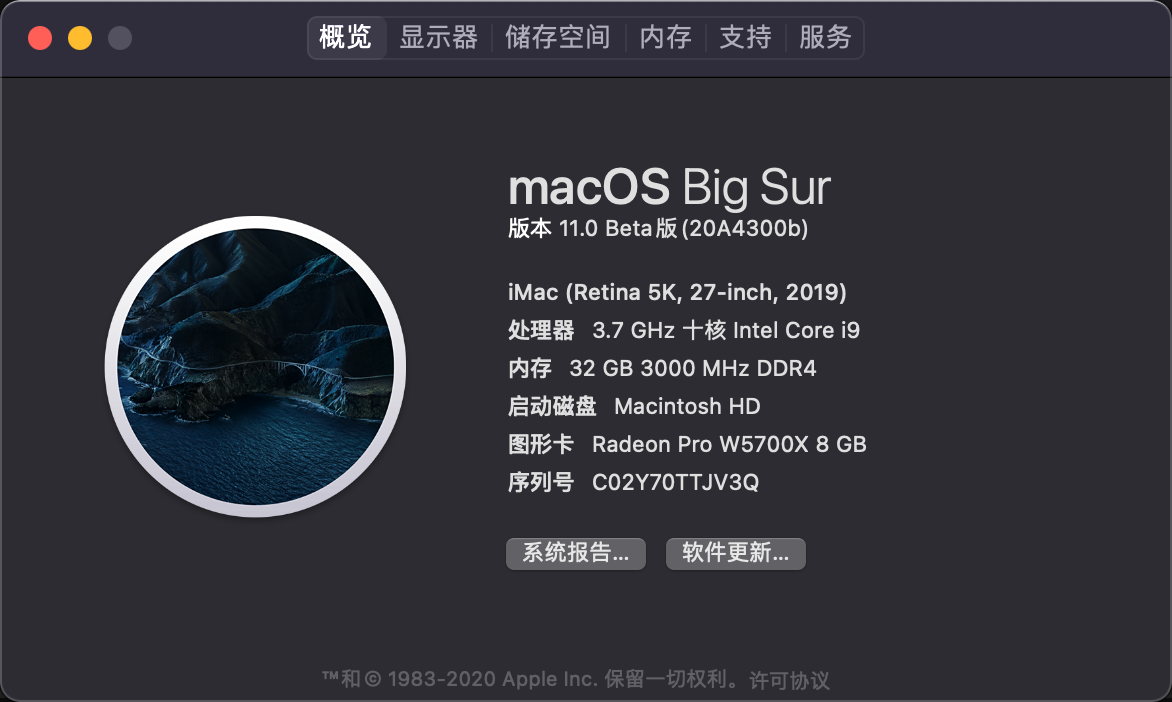 概览 显示器 储存空间 内存 支持 服务
macOS Big Sur
版本 11.0 Beta版 (20A4300b)
iMac (Retina 5K, 27-inch, 2019)
处理器 3.7 GHz 十核 Intel Core i9
内存 32 GB 3000 MHz DDR4
启动磁盘 Macintosh HD
图形卡 Radeon Pro W5700X 8 GB
序列号 C02Y70TTJV3Q
系统报告... 软件更新...
™和© 1983-2020 Apple Inc. 保留一切权利。许可协议